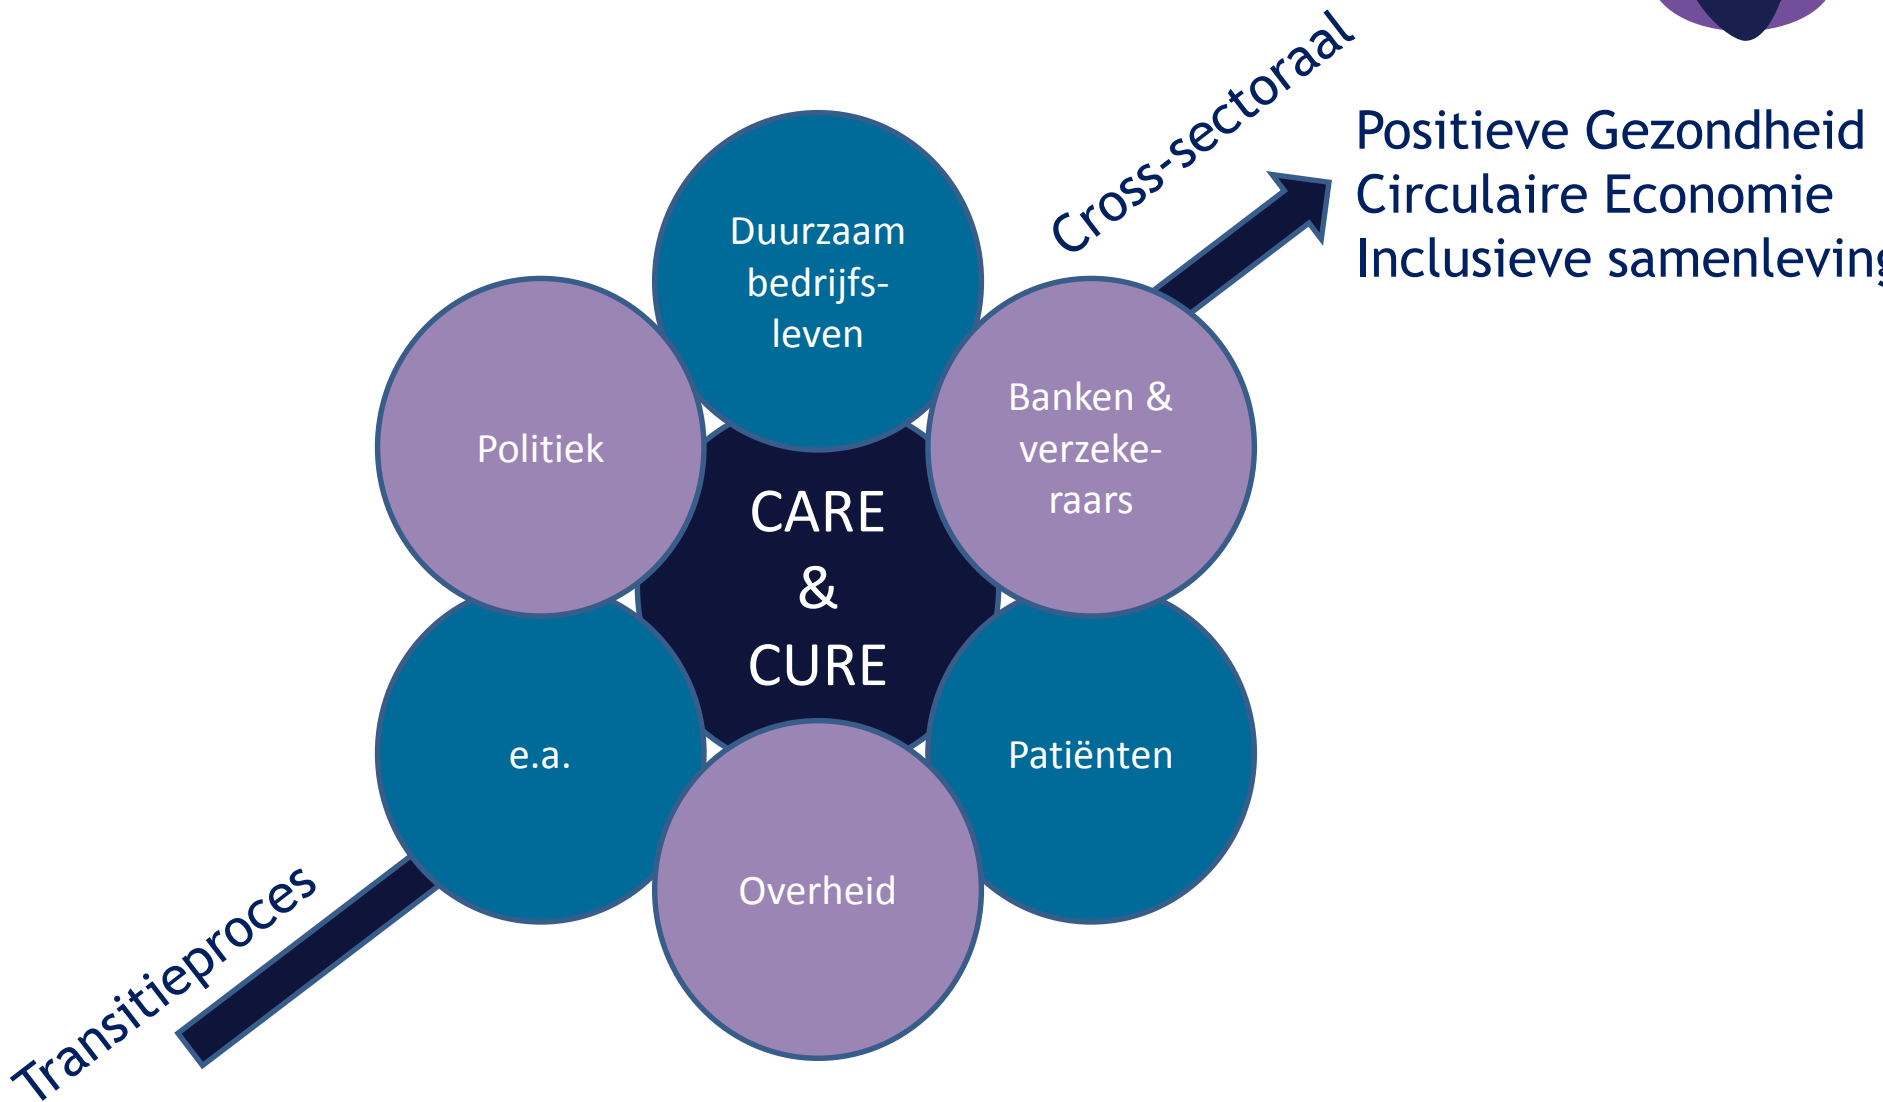 Cross-sectoraal
Positieve Gezondheid
Circulaire Economie
Inclusieve samenleving
Duurzaam
bedrijfs-
leven
Politiek
Banken &
verzeke-
raars
CARE
&
CURE
e.a.
Patiënten
Overheid
Transitieproces